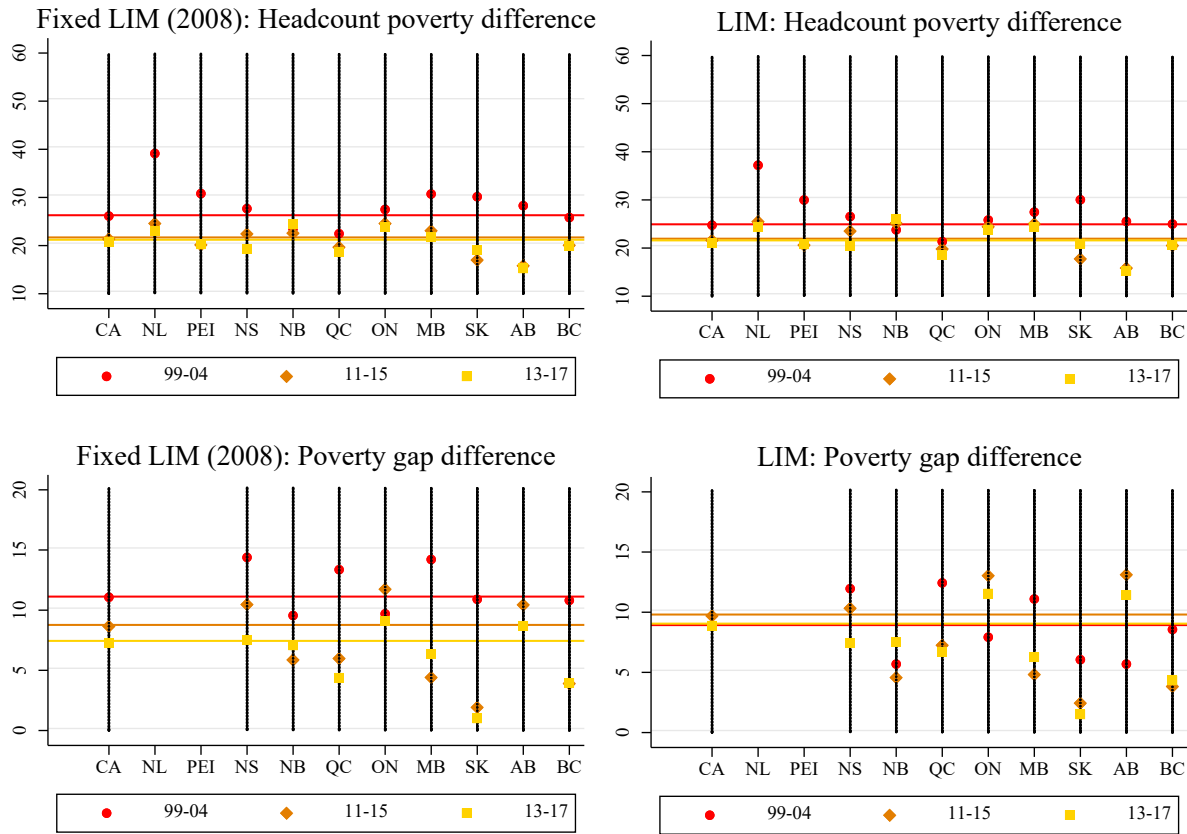 Fixed LIM (2008): Headcount poverty difference
60
50
40
30
20
10
CA NL PEI NS NB QC ON MB SK AB BC
99-04 11-15 13-17
LIM: Headcount poverty difference
60
50
40
30
20
10
CA NL PEI NS NB QC ON MB SK AB BC
99-04 11-15 13-17
Fixed LIM (2008): Poverty gap difference
20
15
10
5
0
CA NL PEI NS NB QC ON MB SK AB BC
99-04 11-15 13-17
LIM: Poverty gap difference
20
15
10
5
0
CA NL PEI NS NB QC ON MB SK AB BC
99-04 11-15 13-17